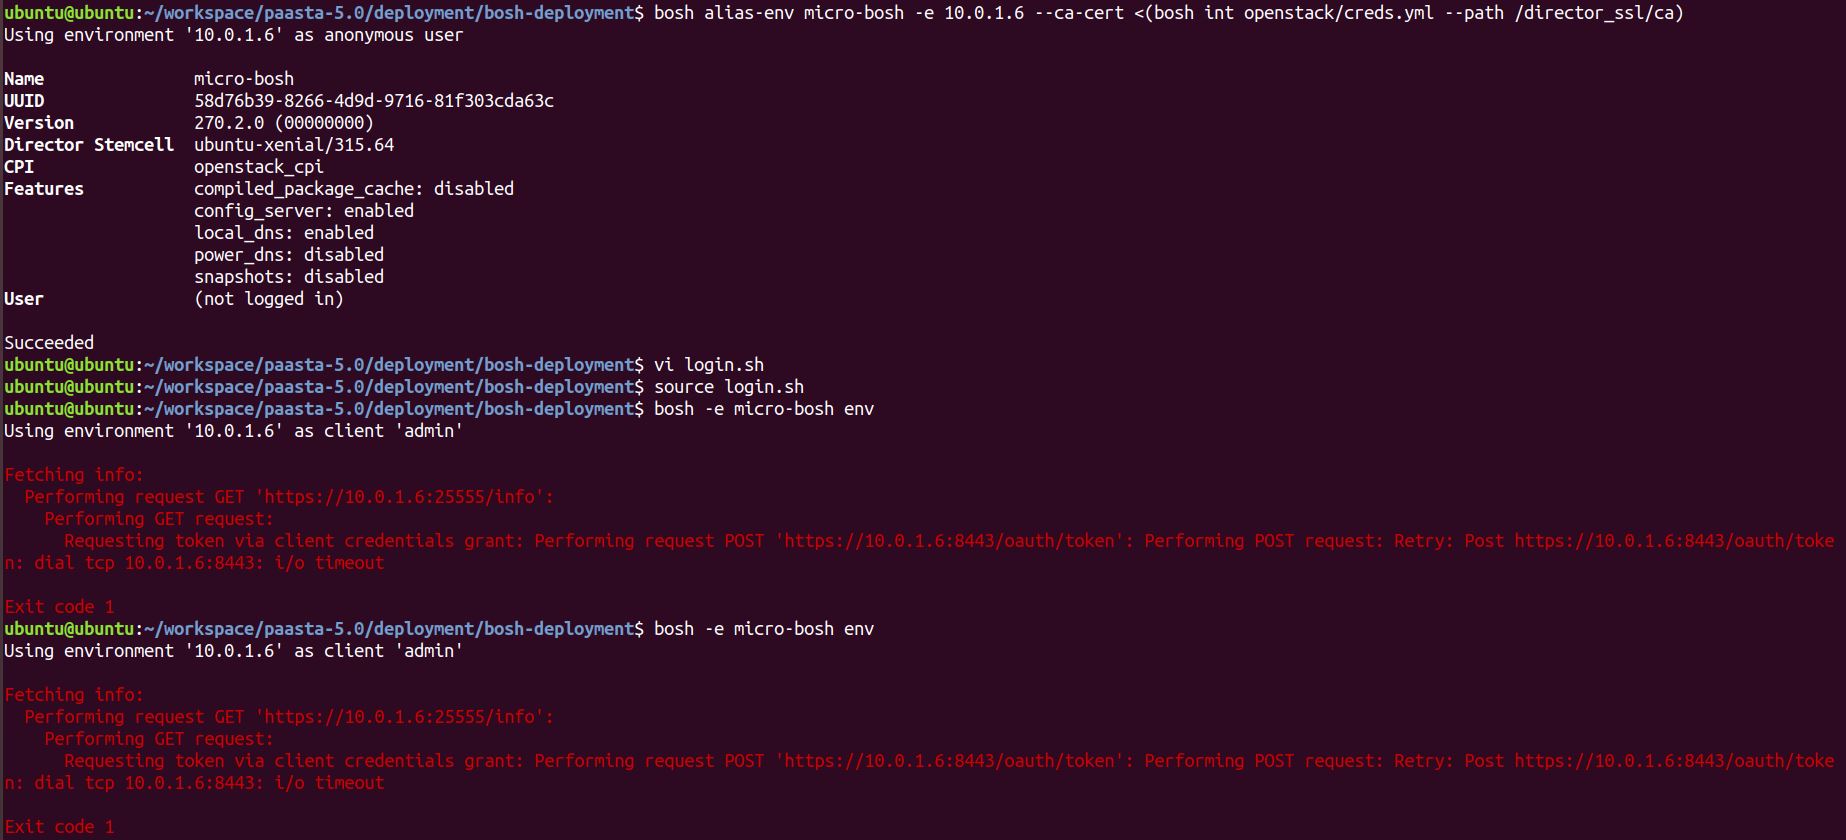 ubuntu@ubuntu:~/workspace/paasta-5.0/deployment/bosh-deployment$ bosh alias-env micro-bosh -e 10.0.1.6 --ca-cert <(bosh int openstack/creds.yml --path /director_ssl/ca)
Using environment '10.0.1.6' as anonymous user
Name micro-bosh
UUID 58d76b39-8266-4d9d-9716-81f303cda63c
Version 270.2.0 (00000000)
Director Stemcell ubuntu-xenial/315.64
CPI openstack_cpi
Features compiled_package_cache: disabled
config_server: enabled
local_dns: enabled
power_dns: disabled
snapshots: disabled
User (not logged in)
Succeeded
ubuntu@ubuntu:~/workspace/paasta-5.0/deployment/bosh-deployment$ vi login.sh
ubuntu@ubuntu:~/workspace/paasta-5.0/deployment/bosh-deployment$ source login.sh
ubuntu@ubuntu:~/workspace/paasta-5.0/deployment/bosh-deployment$ bosh -e micro-bosh env
Using environment '10.0.1.6' as client 'admin'
Fetching info:
Performing request GET 'https://10.0.1.6:25555/info':
Performing GET request:
Requesting token via client credentials grant: Performing request POST 'https://10.0.1.6:8443/oauth/token': Performing POST request: Retry: Post https://10.0.1.6:8443/oauth/toke
n: dial tcp 10.0.1.6:8443: i/o timeout
Exit code 1
ubuntu@ubuntu:~/workspace/paasta-5.0/deployment/bosh-deployment$ bosh -e micro-bosh env
Using environment '10.0.1.6' as client 'admin'
Fetching info:
Performing request GET 'https://10.0.1.6:25555/info':
Performing GET request:
Requesting token via client credentials grant: Performing request POST 'https://10.0.1.6:8443/oauth/token': Performing POST request: Retry: Post https://10.0.1.6:8443/oauth/toke
n: dial tcp 10.0.1.6:8443: i/o timeout
Exit code 1